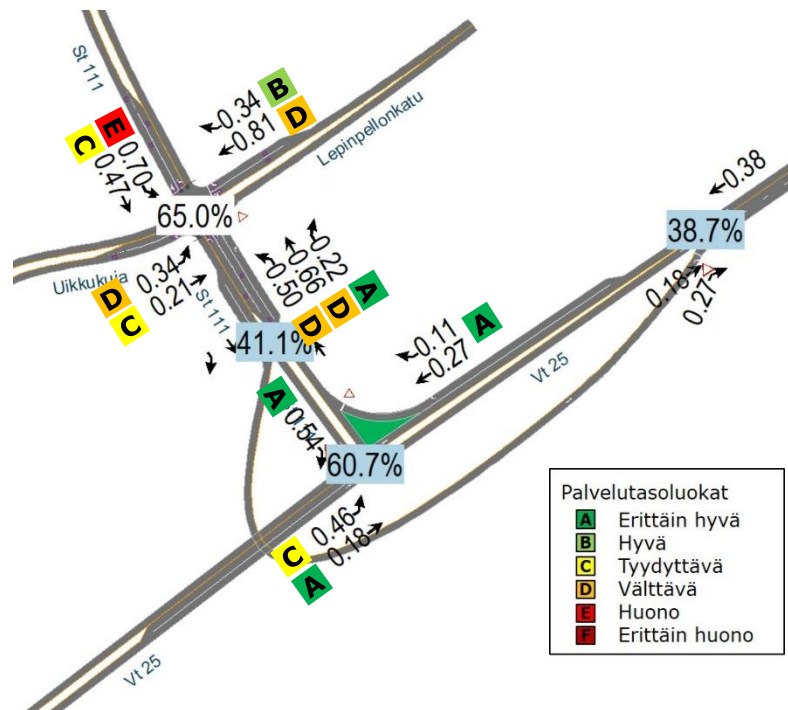 St 111
B
0.34
D
0.81
Lepinpellonkatu
E
C
0.70
0.47
0.38
65.0%
38.7%
Uikkukuja
0.34
0.21
D
C
St 111
0.22
0.66
0.50
A
D
D
0.18
0.27
41.1%
0.11
A
0.27
Vt 25
A
0.54
60.7%
0.46
0.18
C
A
Vt 25
Palvelutasoluokat
A Erittäin hyvä
B Hyvä
C Tyydyttävä
D Välttävä
E Huono
F Erittäin huono